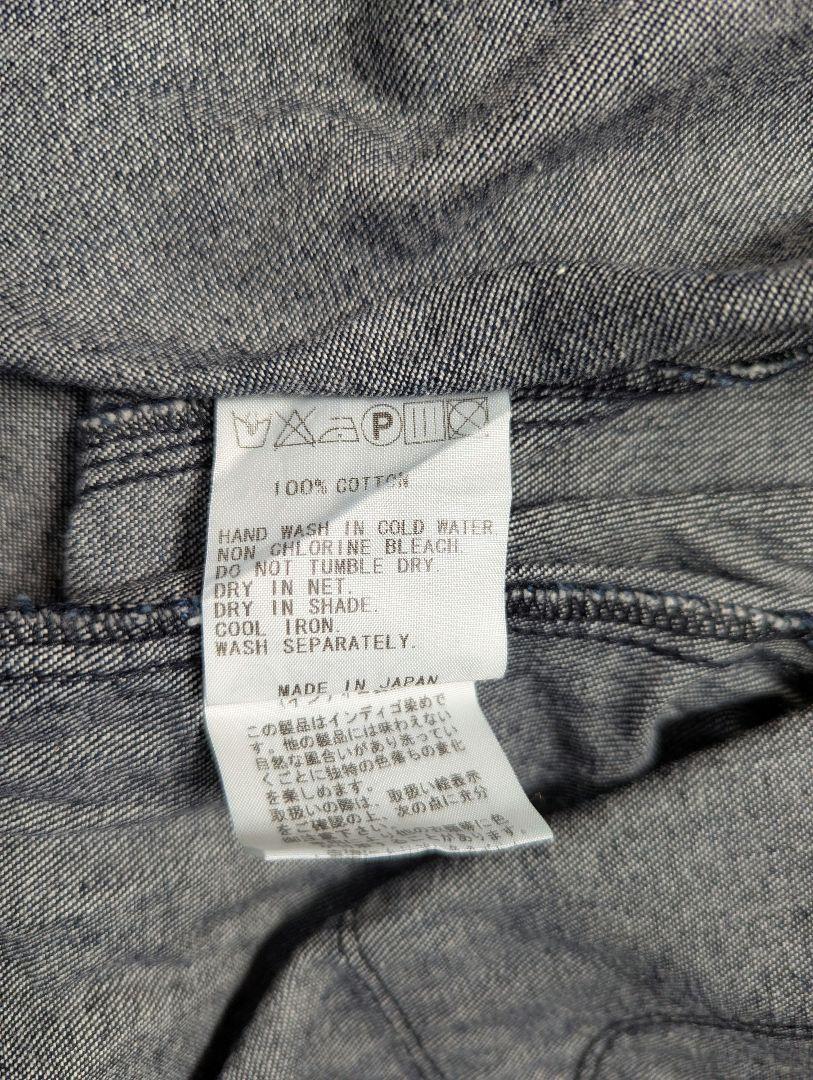 P
100% COTTON
HAND WASH IN COLD WATER.
NON CHLORINE BLEACH.
DO NOT TUMBLE DRY.
DRY IN NET.
DRY IN SHADE.
COOL IRON.
WASH SEPARATELY.
MADE IN JAPAN
この製品はインディゴ染めで
す。他の製品には味わえない
自然な風合いがあり洗ってい
くごとに独特の色落ちの変化
を楽しめます。
取扱いの際は、取扱い絵表示
をご確認の上、次の点に充分